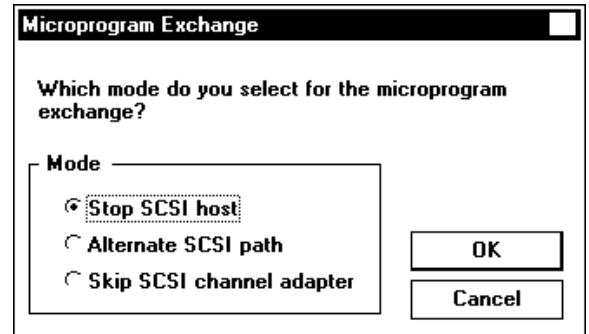 Microprogram Exchange
Which mode do you select for the microprogram
exchange?
Mode
Stop SCSI host
Alternate SCSI path
Skip SCSI channel adapter
OK
Cancel